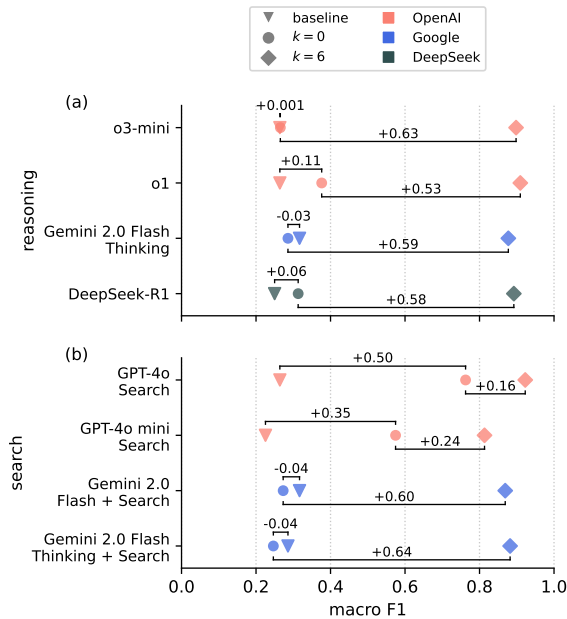 baseline
k = 0
k = 6
OpenAI
Google
DeepSeek
(a)
reasoning
o3-mini
+0.001
+0.63
o1
+0.11
+0.53
Gemini 2.0 Flash
Thinking
-0.03
+0.59
DeepSeek-R1
+0.06
+0.58
(b)
search
GPT-4o
Search
+0.50
+0.16
GPT-4o mini
Search
+0.35
+0.24
Gemini 2.0
Flash + Search
-0.04
+0.60
Gemini 2.0 Flash
Thinking + Search
-0.04
+0.64
0.0 0.2 0.4 0.6 0.8 1.0
macro F1